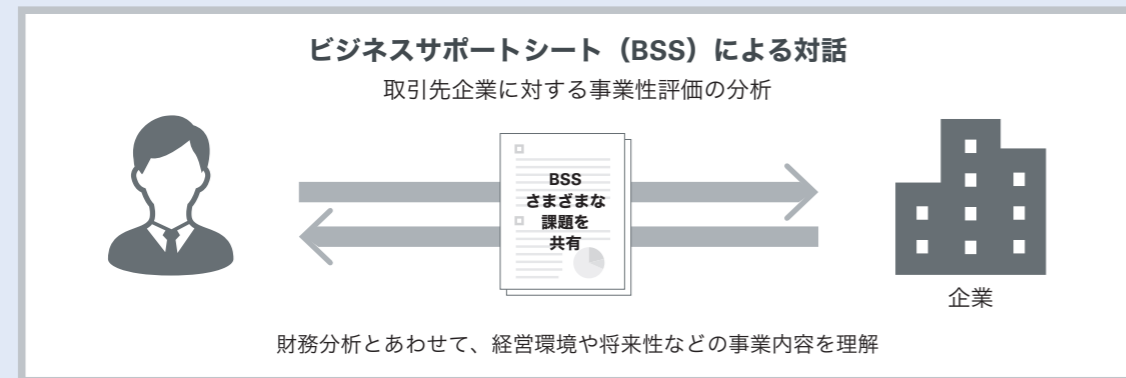 ビジネスサポートシート（BSS）による対話
取引先企業に対する事業性評価の分析
BSS
さまざまな
課題を
共有
企業
財務分析とあわせて、経営環境や将来性などの事業内容を理解